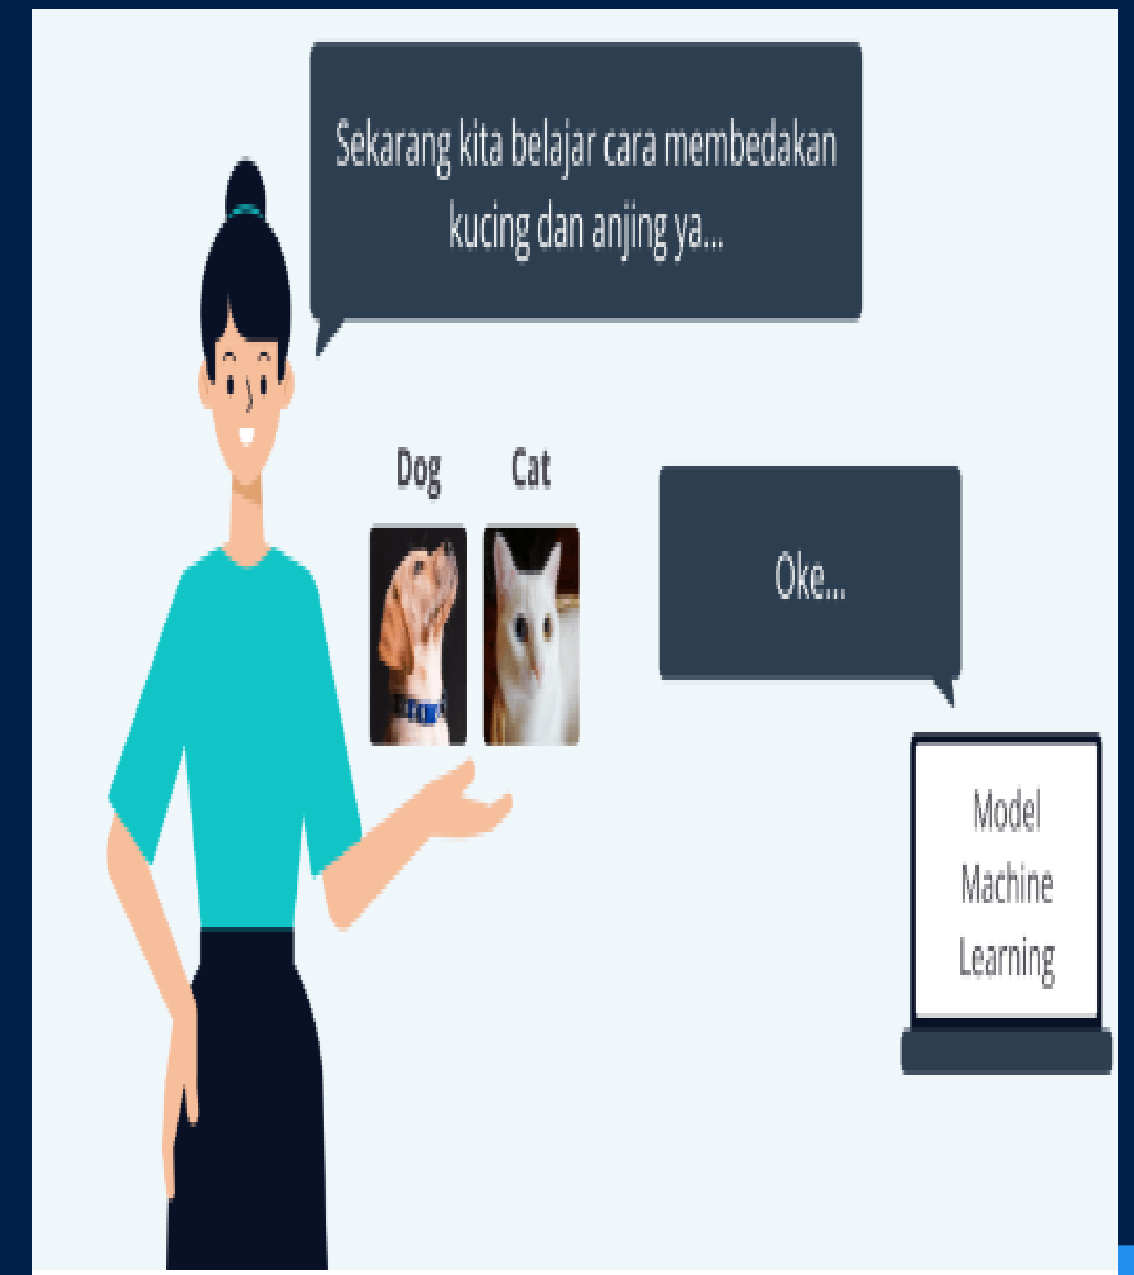 Sekarang kita belajar cara membedakan
kucing dan anjing ya...
Dog Cat
Oke...
Model
Machine
Learning